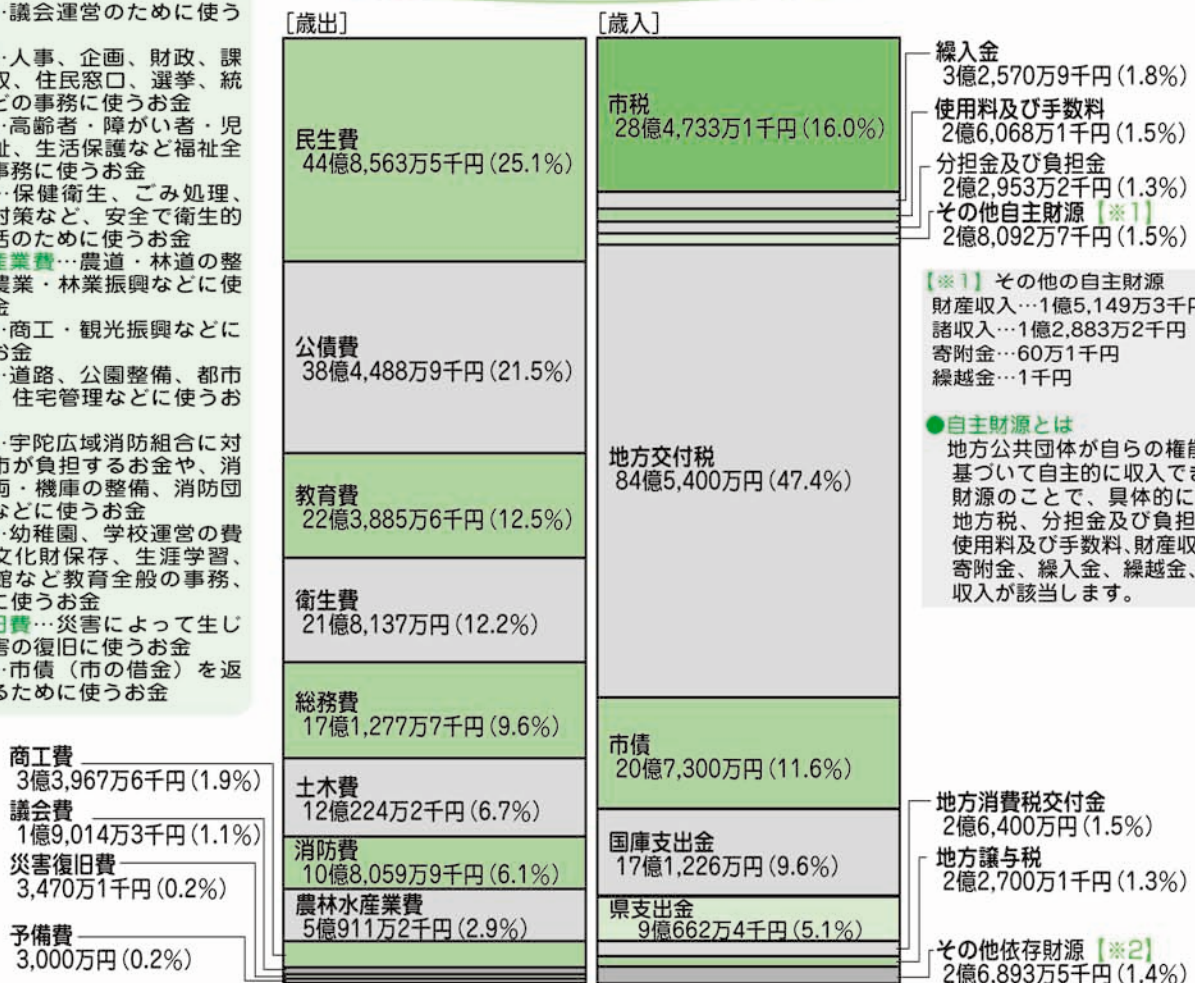 …議会運営のために使う
…人事、企画、財政、課
収、住民窓口、選挙、統
どの事務に使うお金
…高齢者・障がい者・児
祉、生活保護など福祉全
事務に使うお金
…保健衛生、ごみ処理、
対策など、安全で衛生的
活のために使うお金
産業費…農道・林道の整
農業・林業振興などに使
金
…商工・観光振興などに
お金
…道路、公園整備、都市
、住宅管理などに使うお
…宇陀広域消防組合に対
市が負担するお金や、消
両・機庫の整備、消防団
などに使うお金
…幼稚園、学校運営の費
文化財保存、生涯学習、
館など教育全般の事務、
に使うお金
旧費…災害によって生じ
害の復旧に使うお金
…市債（市の借金）を返
るために使うお金
[歳出]
民生費
44億8,563万5千円(25.1%)
公債費
38億4,488万9千円(21.5%)
教育費
22億3,885万6千円(12.5%)
衛生費
21億8,137万円(12.2%)
総務費
17億1,277万7千円(9.6%)
土木費
12億224万2千円(6.7%)
消防費
10億8,059万9千円(6.1%)
農林水産業費
5億911万2千円(2.9%)
商工費
3億3,967万6千円(1.9%)
議会費
1億9,014万3千円(1.1%)
災害復旧費
3,470万1千円(0.2%)
予備費
3,000万円(0.2%)
[歳入]
市税
28億4,733万1千円(16.0%)
繰入金
3億2,570万9千円(1.8%)
使用料及び手数料
2億6,068万1千円(1.5%)
分担金及び負担金
2億2,953万2千円(1.3%)
その他自主財源【※1】
2億8,092万7千円(1.5%)
地方交付税
84億5,400万円(47.4%)
市債
20億7,300万円(11.6%)
国庫支出金
17億1,226万円(9.6%)
県支出金
9億662万4千円(5.1%)
地方消費税交付金
2億6,400万円(1.5%)
地方譲与税
2億2,700万1千円(1.3%)
その他依存財源【※2】
2億6,893万5千円(1.4%)
【※1】その他の自主財源
財産収入…1億5,149万3千円
諸収入…1億2,883万2千円
寄附金…60万1千円
繰越金…1千円
●自主財源とは
地方公共団体が自らの権能
基づいて自主的に収入でき
財源のことで、具体的に
地方税、分担金及び負担
使用料及び手数料、財産収
寄附金、繰入金、繰越金、
収入が該当します。